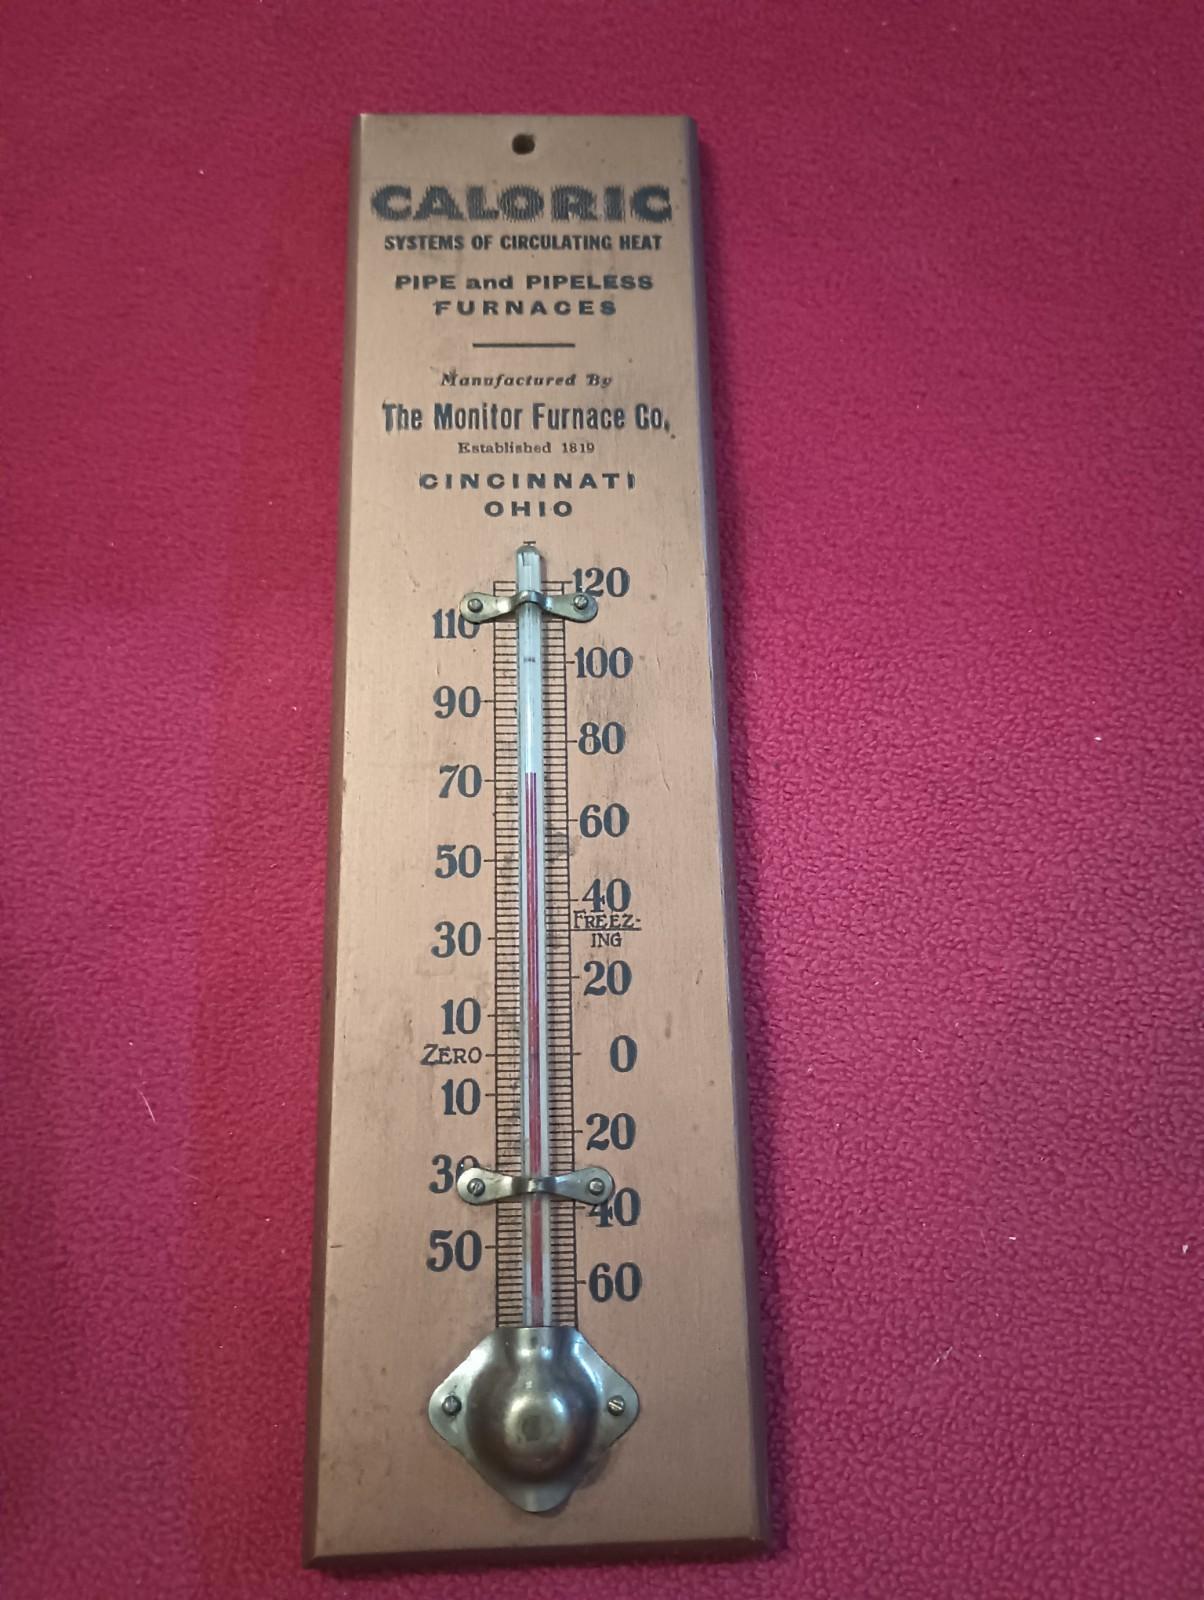 CALORIC
SYSTEMS OF CIRCULATING HEAT
PIPE and PIPELESS
FURNACES
Manufactured By
The Monitor Furnace Co.
Established 1819
CINCINNATI
OHIO
120
110
100
90
80
70
60
50
40
FREEZ-
ING
30
20
10
ZERO 0
10
20
30
40
50
60